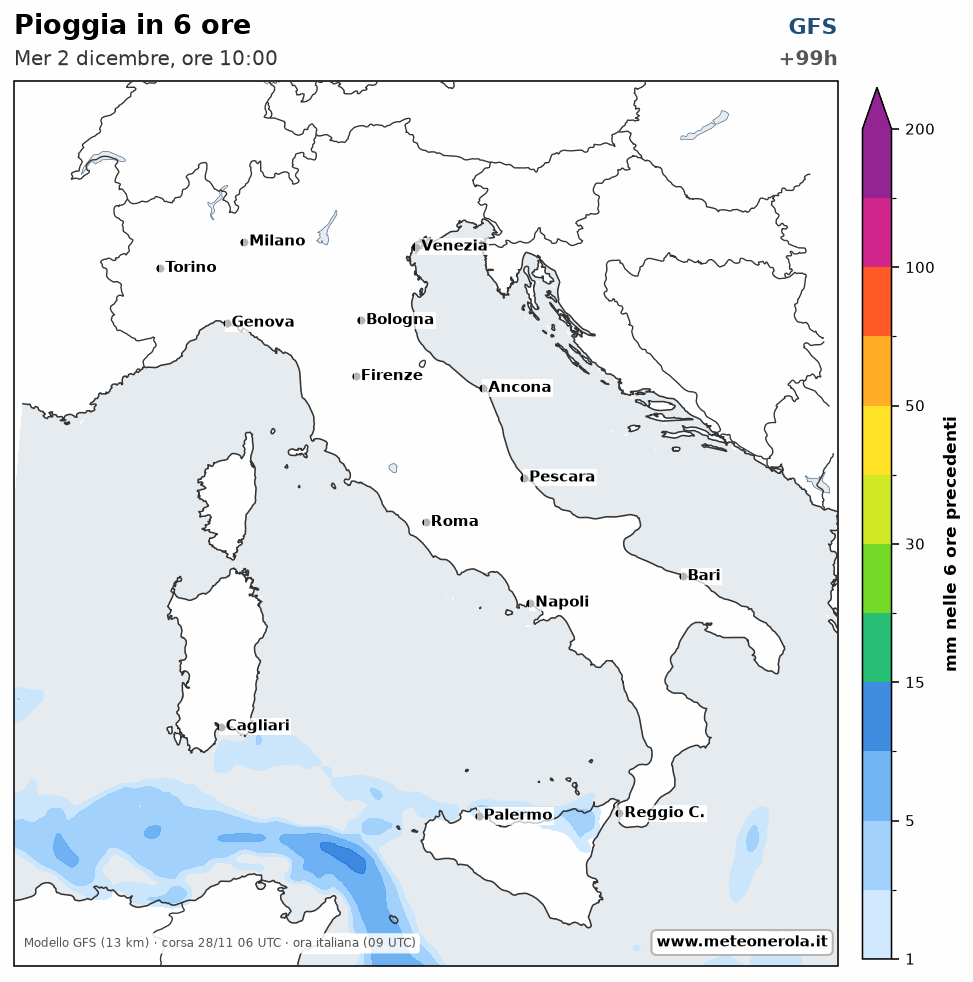 Pioggia in 6 ore
GFS
Mer 2 dicembre, ore 10:00
+99h
200
100
50
30
15
5
1
mm nelle 6 ore precedenti
Milano
Venezia
Torino
Genova
Bologna
Firenze
Ancona
Pescara
Roma
Bari
Napoli
Cagliari
Palermo
Reggio C.
Modello GFS (13 km) · corsa 28/11 06 UTC · ora italiana (09 UTC)
www.meteonerola.it